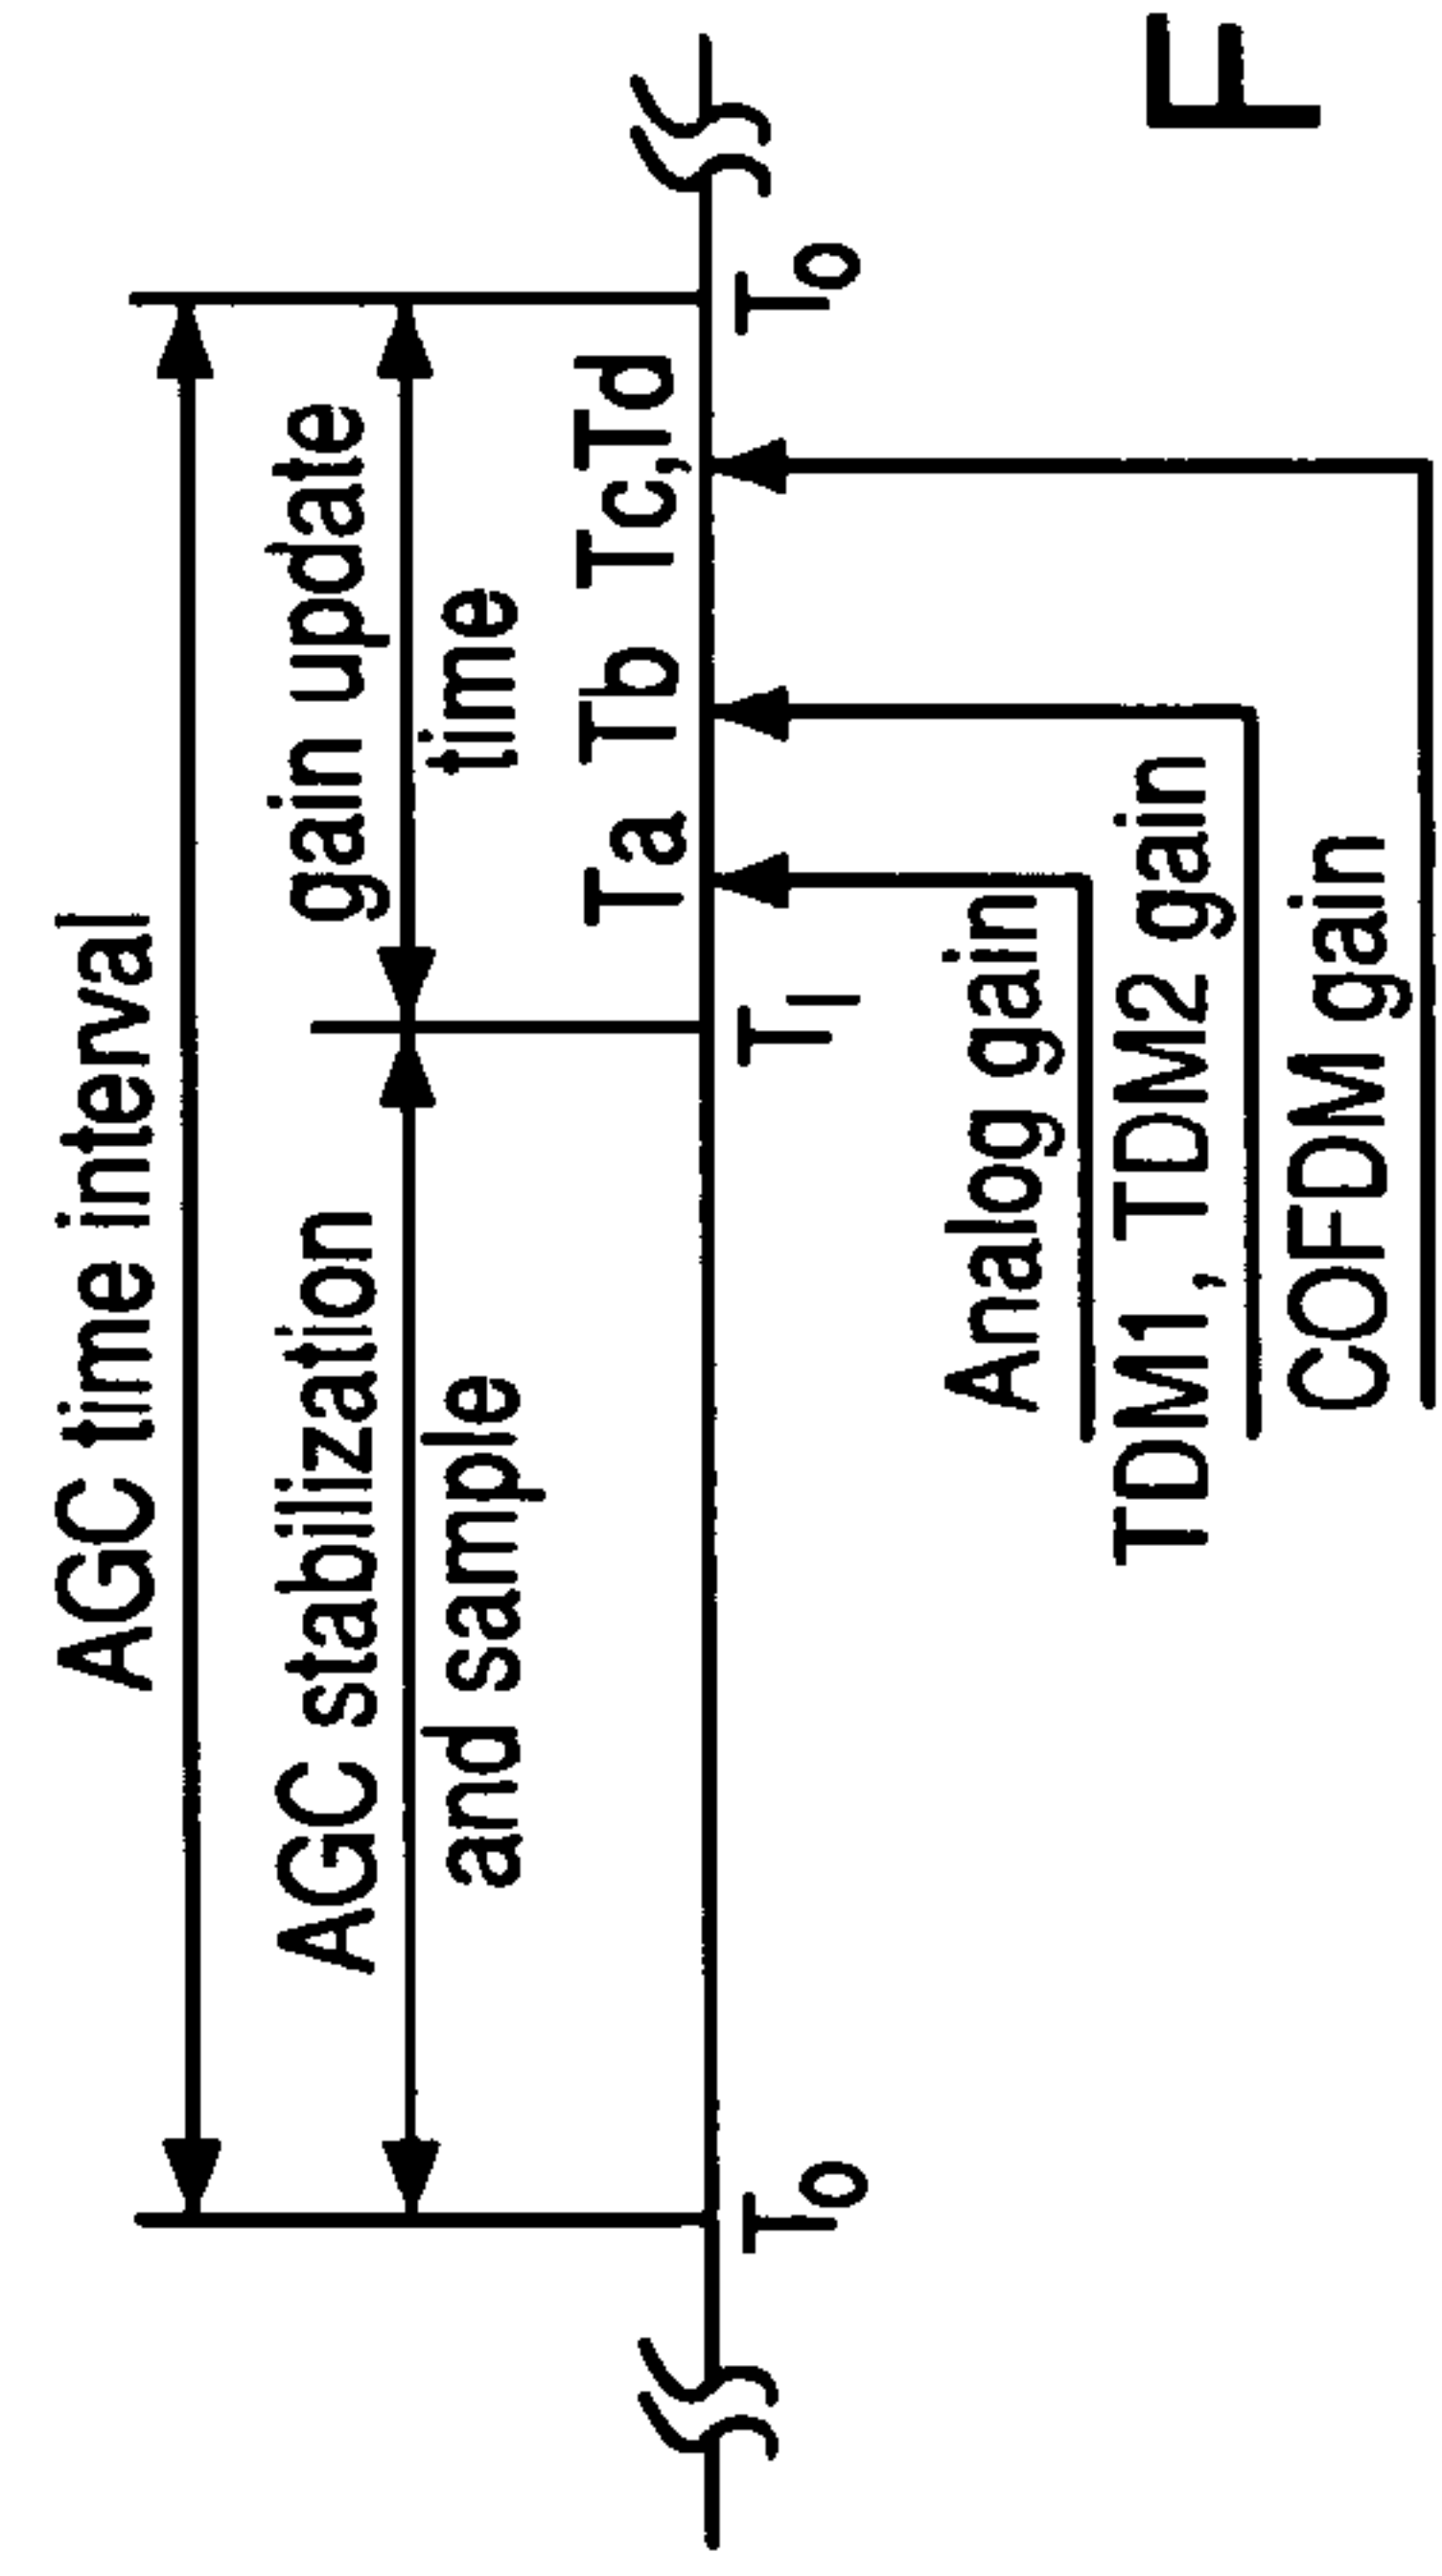 AGC time interval
AGC stabilization
and sample
gain update
time
Ta Tb Tc,Td
To
TI
To
Analog gain
TDM1, TDM2 gain
COFDM gain
F